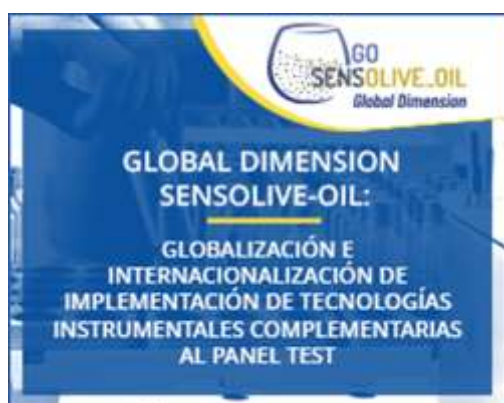 GO
SENSOLIVE_OIL
Global Dimension
GLOBAL DIMENSION
SENSOLIVE-OIL:
GLOBALIZACIÓN E
INTERNACIONALIZACIÓN DE
IMPLEMENTACIÓN DE TECNOLOGÍAS
INSTRUMENTALES COMPLEMENTARIAS
AL PANEL TEST